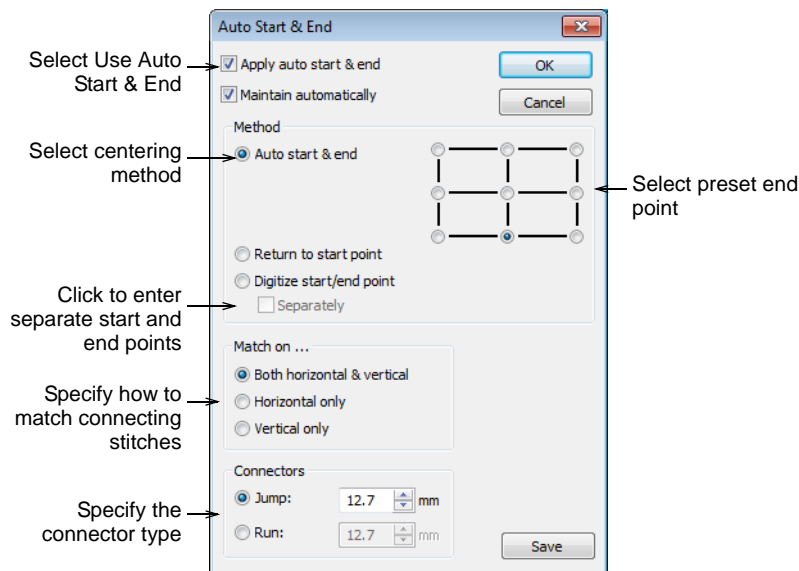 Auto Start & End
Select Use Auto
Start & End
Apply auto start & end
OK
Maintain automatically
Cancel
Method
Select centering
method
Auto start & end
Select preset end
point
Return to start point
Digitize start/end point
Separately
Click to enter
separate start and
end points
Match on ...
Both horizontal & vertical
Specify how to
match connecting
stitches
Horizontal only
Vertical only
Connectors
Jump: 12.7 mm
Specify the
connector type
Run: 12.7 mm
Save